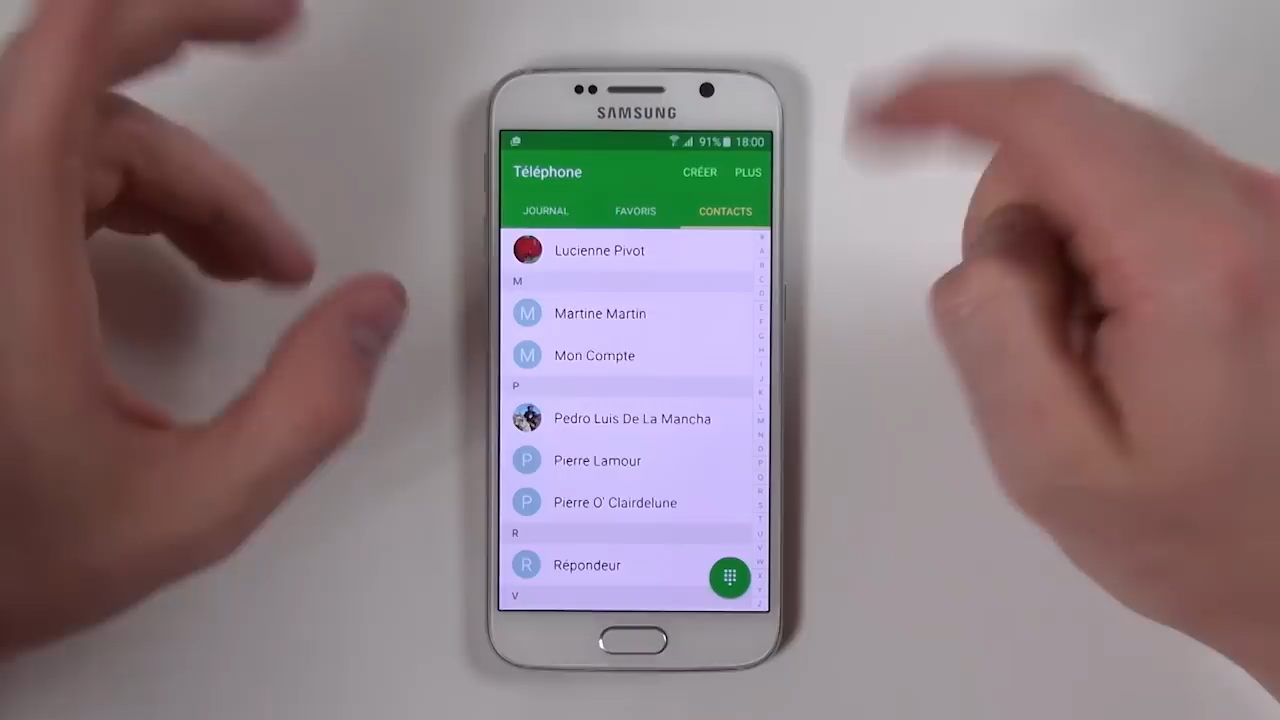 SAMSUNG
91% 18:00
Téléphone CRÉER PLUS
JOURNAL FAVORIS CONTACTS
Lucienne Pivot
M
M Martine Martin
M Mon Compte
P
Pedro Luis De La Mancha
P Pierre Lamour
P Pierre O' Clairdelune
R
R Répondeur
V